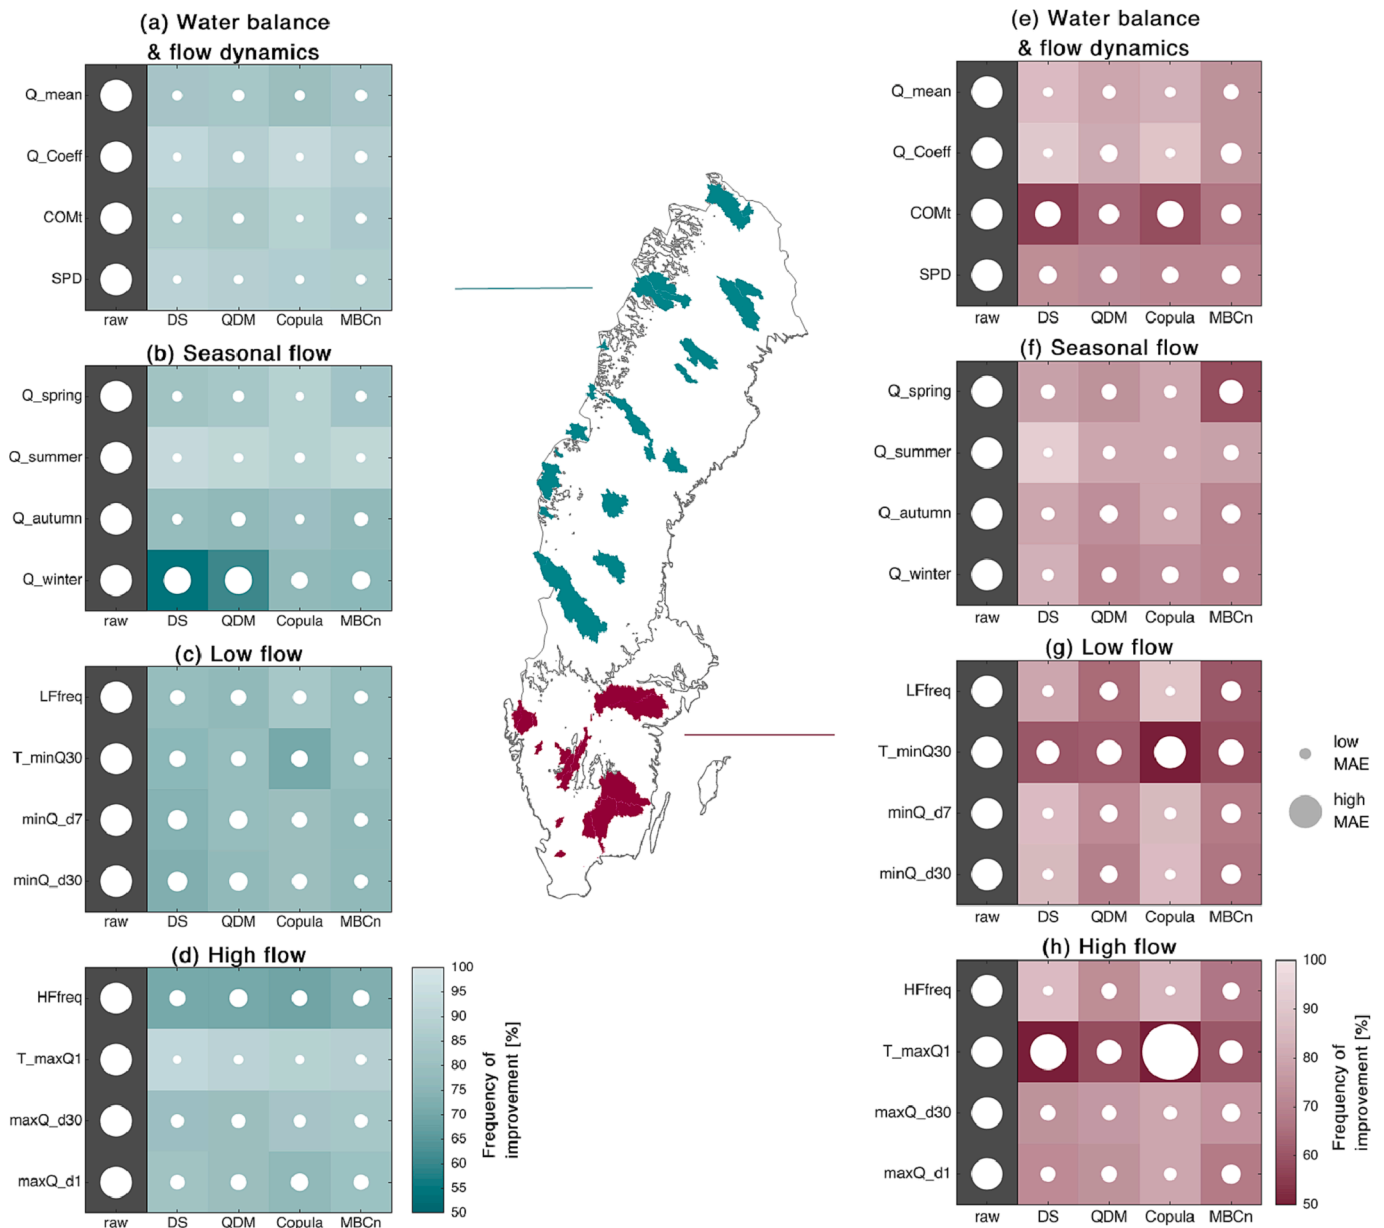 (a) Water balance
& flow dynamics
Q_mean
Q_Coeff
COMt
SPD
raw DS QDM Copula MBCn
(b) Seasonal flow
Q_spring
Q_summer
Q_autumn
Q_winter
raw DS QDM Copula MBCn
(c) Low flow
LFfreq
T_minQ30
minQ_d7
minQ_d30
raw DS QDM Copula MBCn
(d) High flow
HFfreq
T_maxQ1
maxQ_d30
maxQ_d1
raw DS QDM Copula MBCn
100
95
90
85
80
75
70
65
60
55
50
Frequency of
improvement [%]
(e) Water balance
& flow dynamics
Q_mean
Q_Coeff
COMt
SPD
raw DS QDM Copula MBCn
(f) Seasonal flow
Q_spring
Q_summer
Q_autumn
Q_winter
raw DS QDM Copula MBCn
(g) Low flow
LFfreq
T_minQ30
minQ_d7
minQ_d30
raw DS QDM Copula MBCn
low
MAE
high
MAE
(h) High flow
HFfreq
T_maxQ1
maxQ_d30
maxQ_d1
raw DS QDM Copula MBCn
100
90
80
70
60
50
Frequency of
improvement [%]